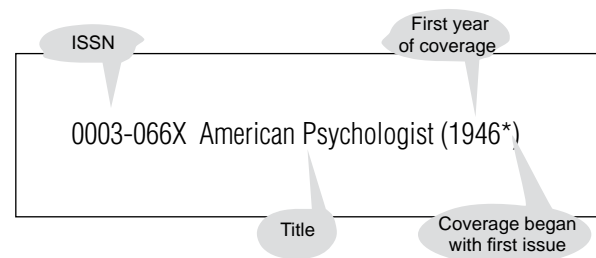 ISSN
First year
of coverage
0003-066X American Psychologist (1946*)
Title
Coverage began
with first issue